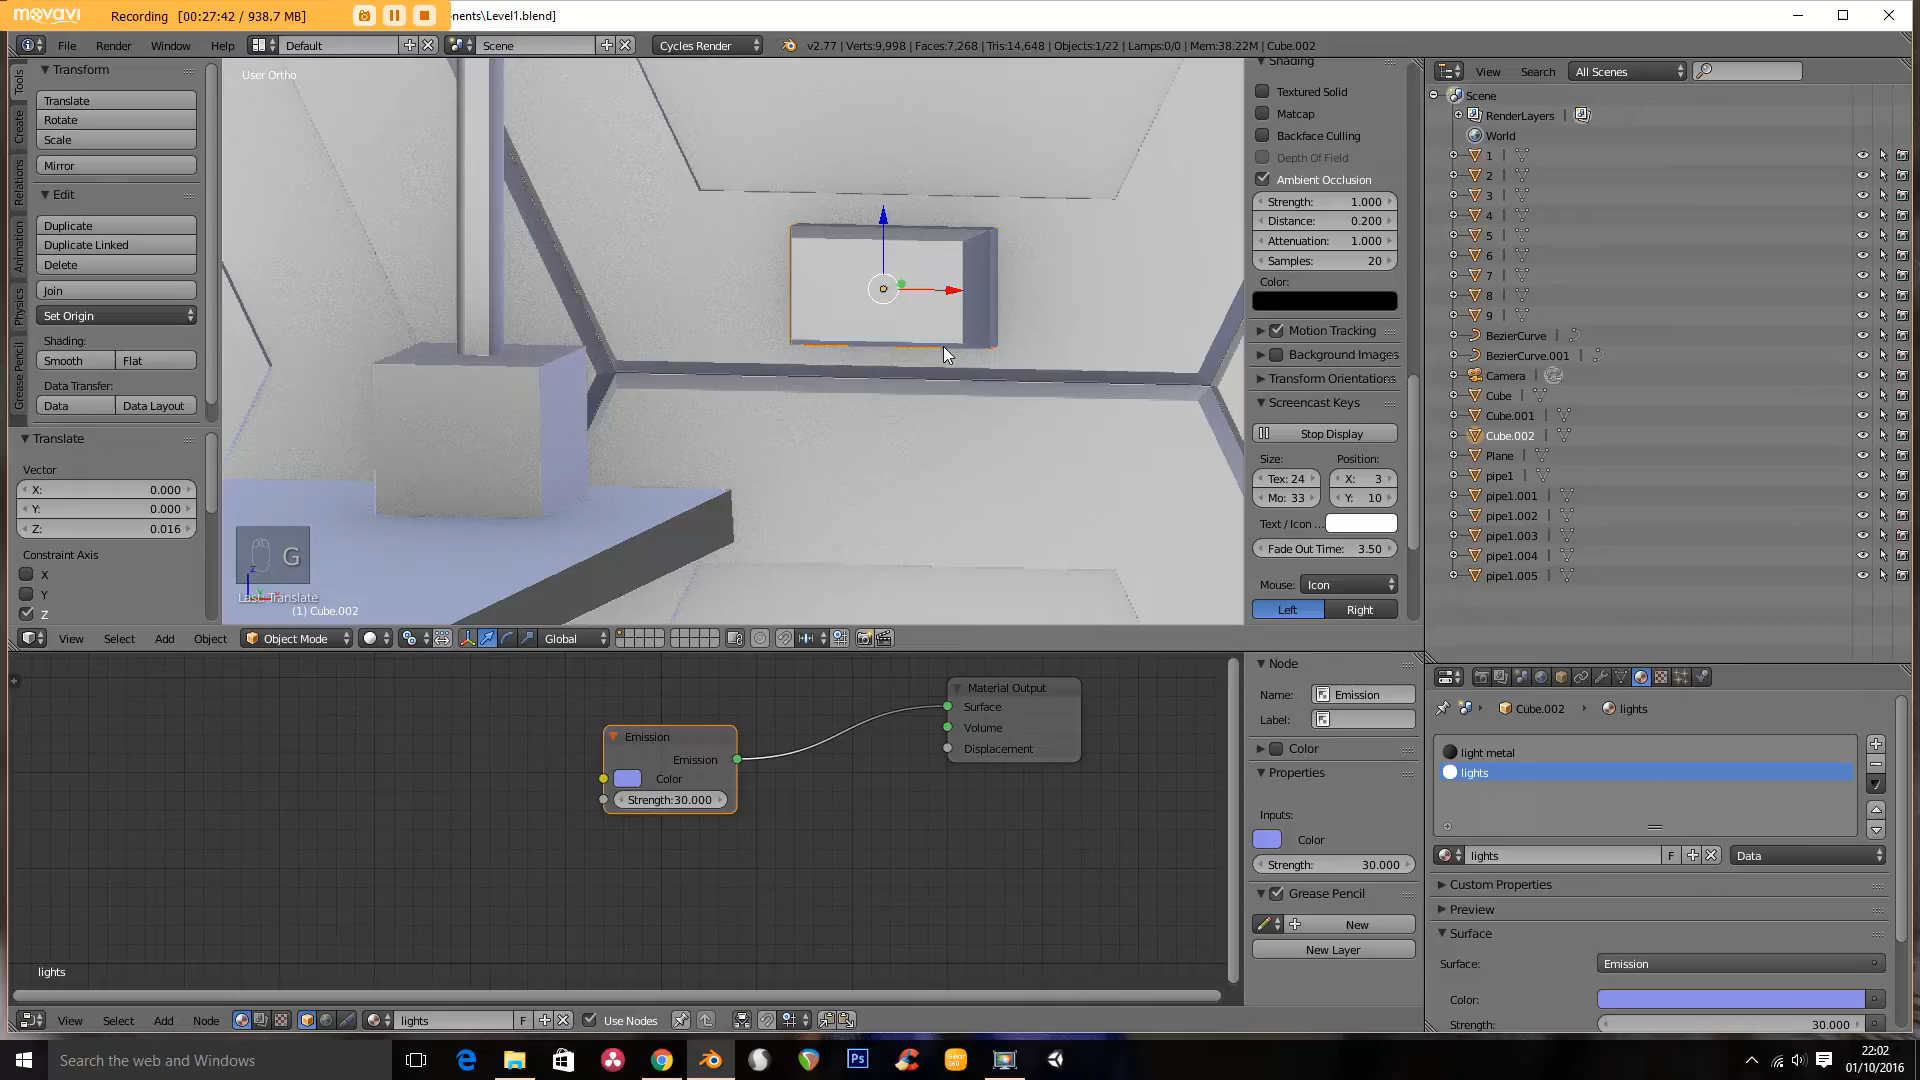 movavi
Recording [00:27:42 / 938.7 MB]
onents\Level1.blend]
File Render Window Help Default Scene Cycles Render v2.77 | Verts:9,998 | Faces:7,268 | Tris:14,648 | Objects:1/22 | Lamps:0/0 | Mem:38.22M | Cube.002
Tools
Create
Relations
Animation
Physics
Grease Pencil
Transform
Translate
Rotate
Scale
Mirror
Edit
Duplicate
Duplicate Linked
Delete
Join
Set Origin
Shading:
Smooth Flat
Data Transfer:
Data Data Layout
Translate
Vector
X: 0.000
Y: 0.000
Z: 0.016
Constraint Axis
X
Y
Z
User Ortho
G
z
Last: Translate
(1) Cube.002
View Select Add Object Object Mode Global
Shading
Textured Solid
Matcap
Backface Culling
Depth Of Field
Ambient Occlusion
Strength: 1.000
Distance: 0.200
Attenuation: 1.000
Samples: 20
Color:
Motion Tracking
Background Images
Transform Orientations
Screencast Keys
Stop Display
Size: Position:
Tex: 24 X: 3
Mo: 33 Y: 10
Text / Icon ...
Fade Out Time: 3.50
Mouse: Icon
Left Right
View Search All Scenes
Scene
RenderLayers
World
1
2
3
4
5
6
7
8
9
BezierCurve
BezierCurve.001
Camera
Cube
Cube.001
Cube.002
Plane
pipe1
pipe1.001
pipe1.002
pipe1.003
pipe1.004
pipe1.005
Emission
Emission
Color
Strength:30.000
Material Output
Surface
Volume
Displacement
lights
Node
Name: Emission
Label:
Color
Properties
Inputs:
Color
Strength: 30.000
Grease Pencil
New
New Layer
View Select Add Node lights F Use Nodes
Cube.002 lights
light metal
lights
lights F Data
Custom Properties
Preview
Surface
Surface: Emission
Color:
Strength: 30.000
Search the web and Windows
Ps
Gear 360
22:02
01/10/2016